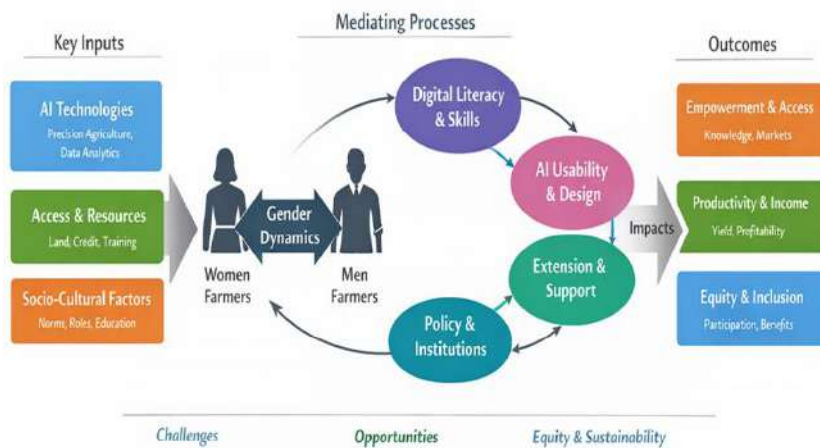 Mediating Processes
Key Inputs
Outcomes
AI Technologies
Precision Agriculture,
Data Analytics
Access & Resources
Land, Credit, Training
Socio-Cultural Factors
Norms, Roles, Education
Gender
Dynamics
Women
Farmers
Men
Farmers
Digital Literacy
& Skills
AI Usability
& Design
Extension &
Support
Policy &
Institutions
Impacts
Empowerment & Access
Knowledge, Markets
Productivity & Income
Yield, Profitability
Equity & Inclusion
Participation, Benefits
Challenges
Opportunities
Equity & Sustainability